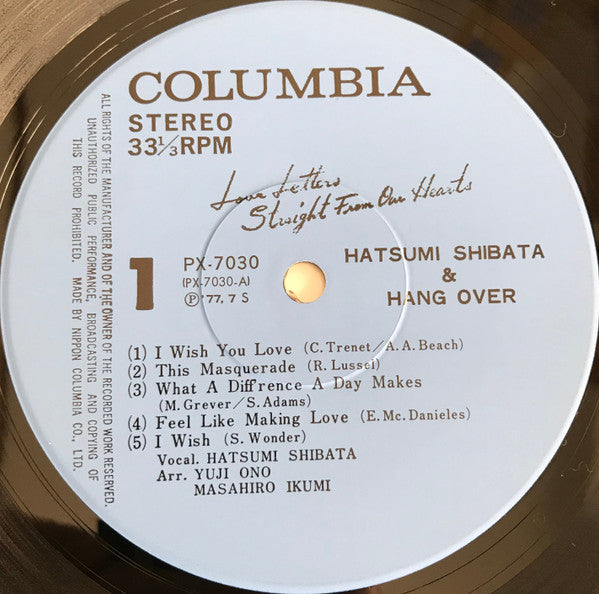 COLUMBIA
STEREO
33 1/3 RPM
Love Letters
Straight From Our Hearts
1
PX-7030
(PX-7030-A)
Ⓟ'77, 7 S
HATSUMI SHIBATA
&
HANG OVER
(1) I Wish You Love (C. Trenet/A.A. Beach)
(2) This Masquerade (R. Lussel)
(3) What A Diffrence A Day Makes
(M. Grever/S. Adams)
(4) Feel Like Making Love (E. Mc. Danieles)
(5) I Wish (S. Wonder)
Vocal. HATSUMI SHIBATA
Arr. YUJI ONO
MASAHIRO IKUMI
ALL RIGHTS OF THE MANUFACTURER AND OF THE OWNER OF THE RECORDED WORK RESERVED.
UNAUTHORIZED PUBLIC PERFORMANCE, BROADCASTING AND COPYING OF
THIS RECORD PROHIBITED. MADE BY NIPPON COLUMBIA CO., LTD.